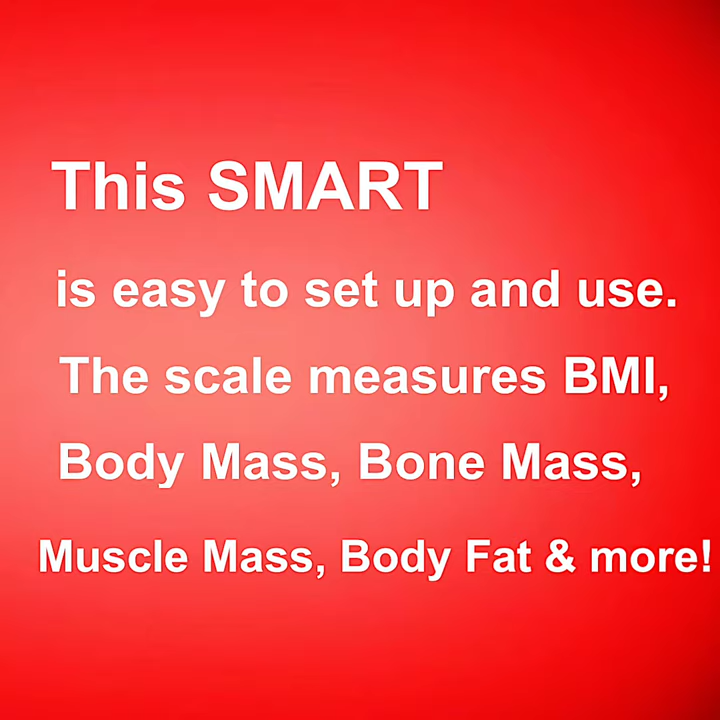 This SMART
is easy to set up and use.
The scale measures BMI,
Body Mass, Bone Mass,
Muscle Mass, Body Fat & more!